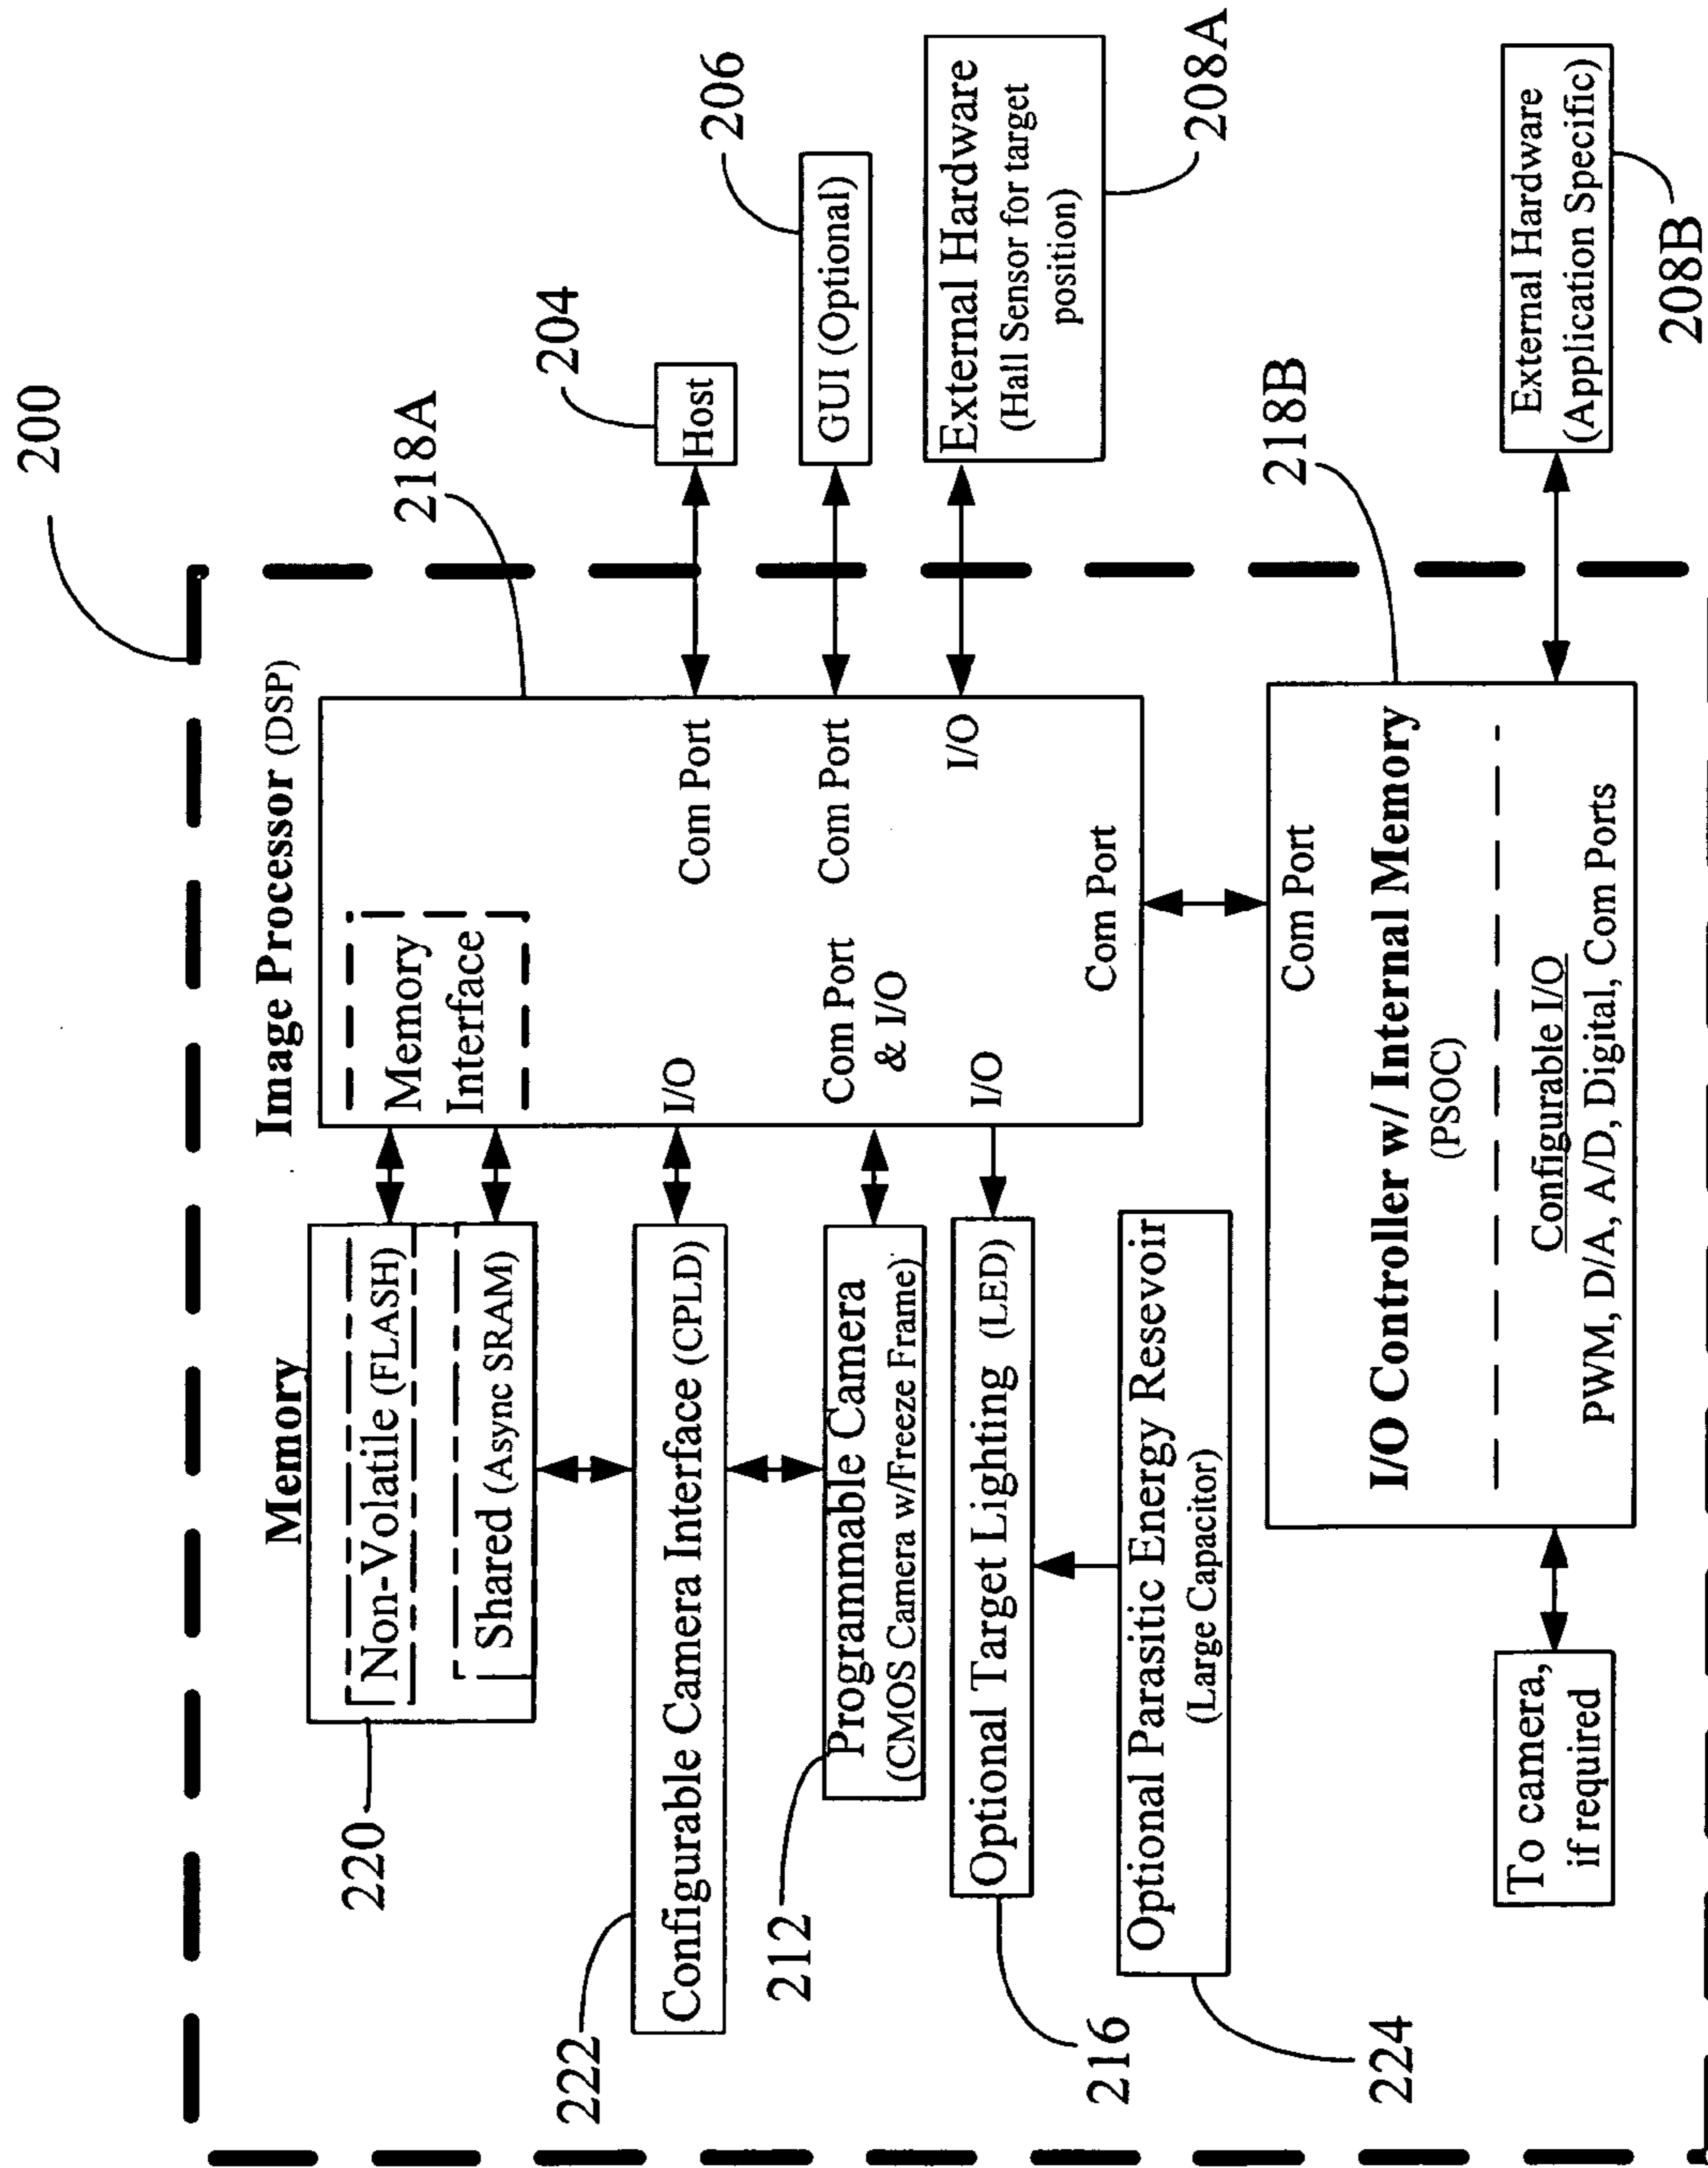 200
Image Processor (DSP)
218A
Memory
220
Non-Volatile (FLASH)
Shared (Async SRAM)
Memory
Interface
222
Configurable Camera Interface (CPLD)
I/O
Com Port
Host
204
212
Programmable Camera
(CMOS Camera w/Freeze Frame)
Com Port
& I/O
Com Port
GUI (Optional)
206
216
Optional Target Lighting (LED)
I/O
I/O
External Hardware
(Hall Sensor for target
position)
208A
224
Optional Parasitic Energy Resevoir
(Large Capacitor)
Com Port
Com Port
218B
I/O Controller w/ Internal Memory
(PSOC)
Configurable I/O
PWM, D/A, A/D, Digital, Com Ports
To camera,
if required
External Hardware
(Application Specific)
208B